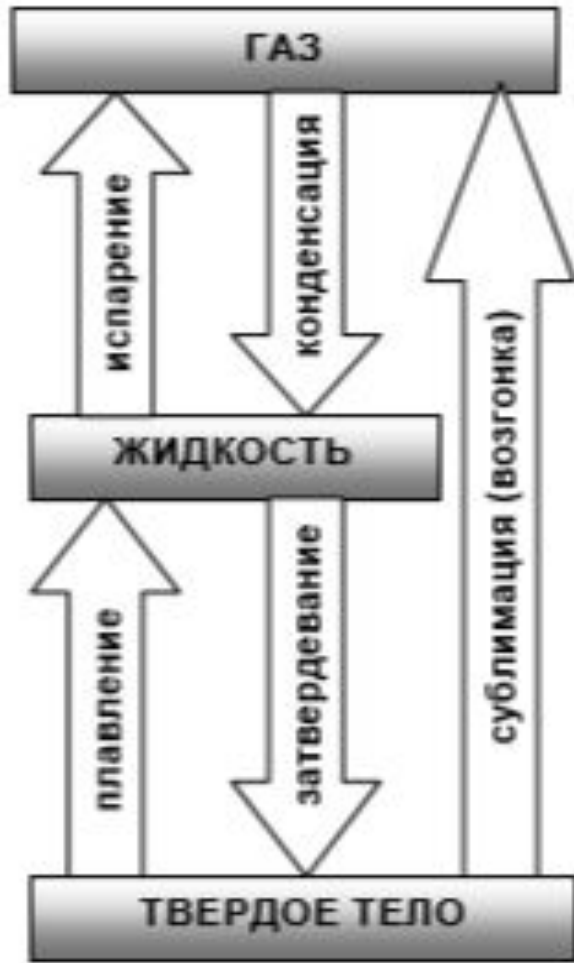 ГАЗ
испарение
конденсация
сублимация (возгонка)
ЖИДКОСТЬ
плавление
затвердевание
ТВЕРДОЕ ТЕЛО